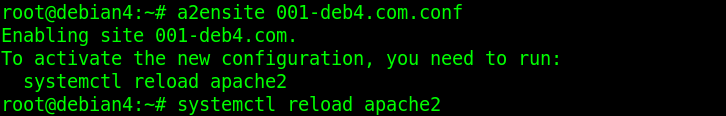 root@debian4:~# a2ensite 001-deb4.com.conf
Enabling site 001-deb4.com.
To activate the new configuration, you need to run:
  systemctl reload apache2
root@debian4:~# systemctl reload apache2